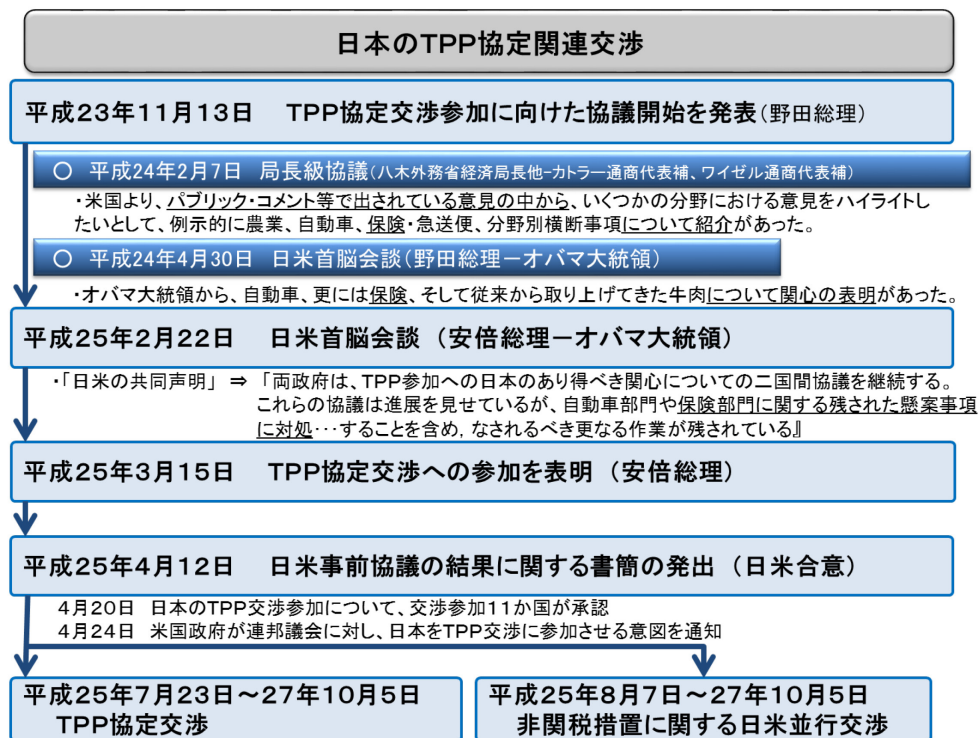 日本のTPP協定関連交渉
平成23年11月13日　TPP協定交渉参加に向けた協議開始を発表(野田総理)
○ 平成24年2月7日 局長級協議(八木外務省経済局長他-カトラー通商代表補、ワイゼル通商代表補)
・米国より、パブリック・コメント等で出されている意見の中から、いくつかの分野における意見をハイライトし
たいとして、例示的に農業、自動車、保険・急送便、分野別横断事項について紹介があった。
○ 平成24年4月30日 日米首脳会談(野田総理－オバマ大統領)
・オバマ大統領から、自動車、更には保険、そして従来から取り上げてきた牛肉について関心の表明があった。
平成25年2月22日　日米首脳会談 (安倍総理－オバマ大統領)
・「日米の共同声明」 ⇒ 「両政府は、TPP参加への日本のあり得べき関心についての二国間協議を継続する。
これらの協議は進展を見せているが、自動車部門や保険部門に関する残された懸案事項
に対処･･･することを含め, なされるべき更なる作業が残されている』
平成25年3月15日　TPP協定交渉への参加を表明 (安倍総理)
平成25年4月12日　日米事前協議の結果に関する書簡の発出 (日米合意)
4月20日 日本のTPP交渉参加について、交渉参加11か国が承認
4月24日 米国政府が連邦議会に対し、日本をTPP交渉に参加させる意図を通知
平成25年7月23日～27年10月5日
TPP協定交渉
平成25年8月7日～27年10月5日
非関税措置に関する日米並行交渉